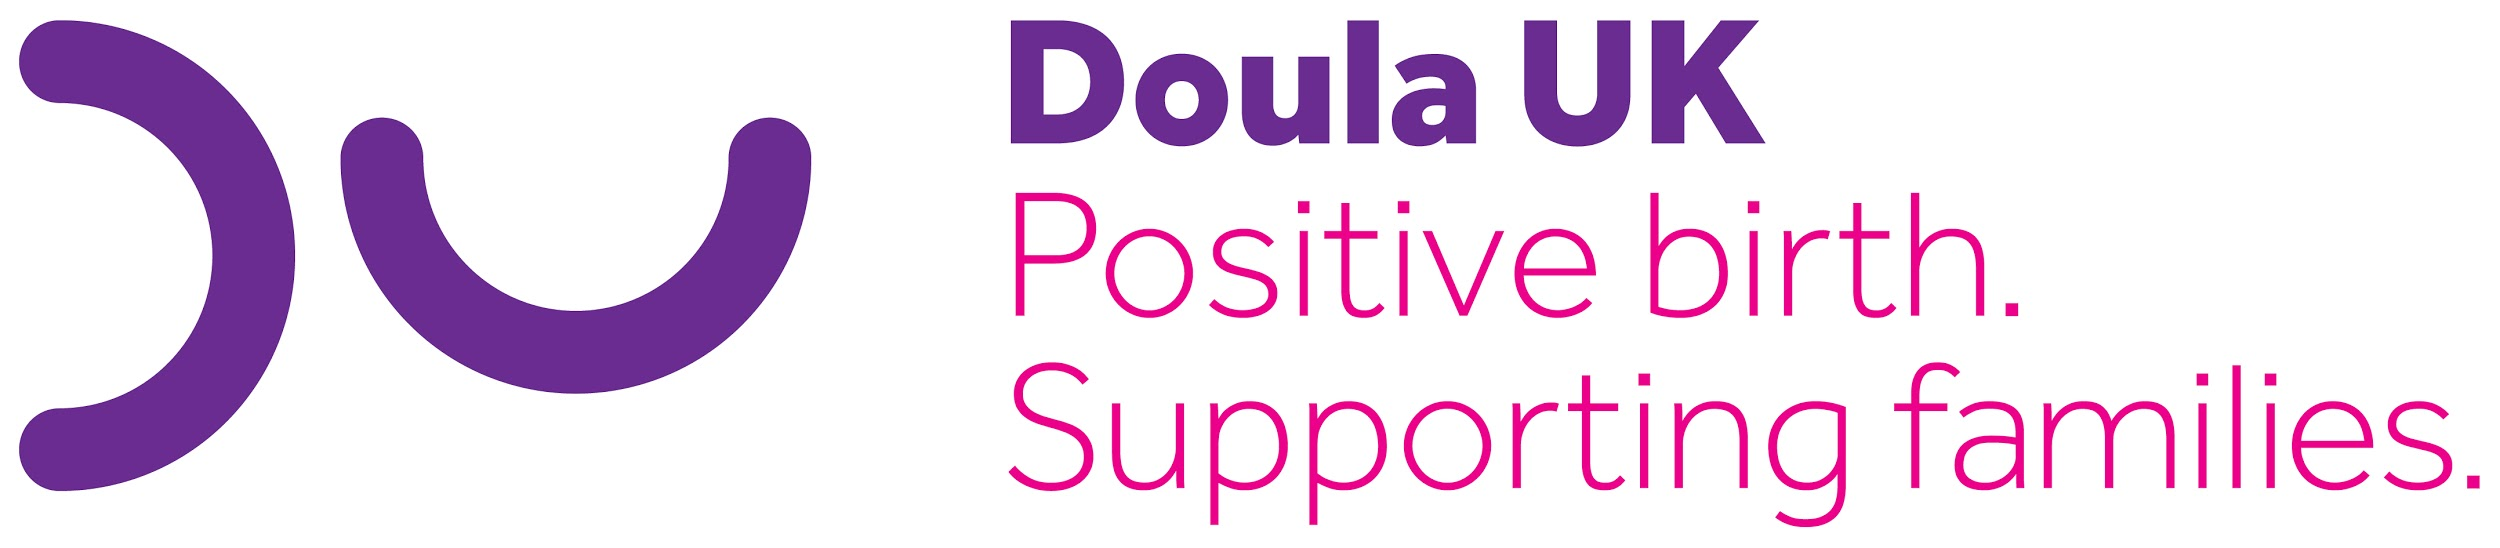 Doula UK
Positive birth.
Supporting families.